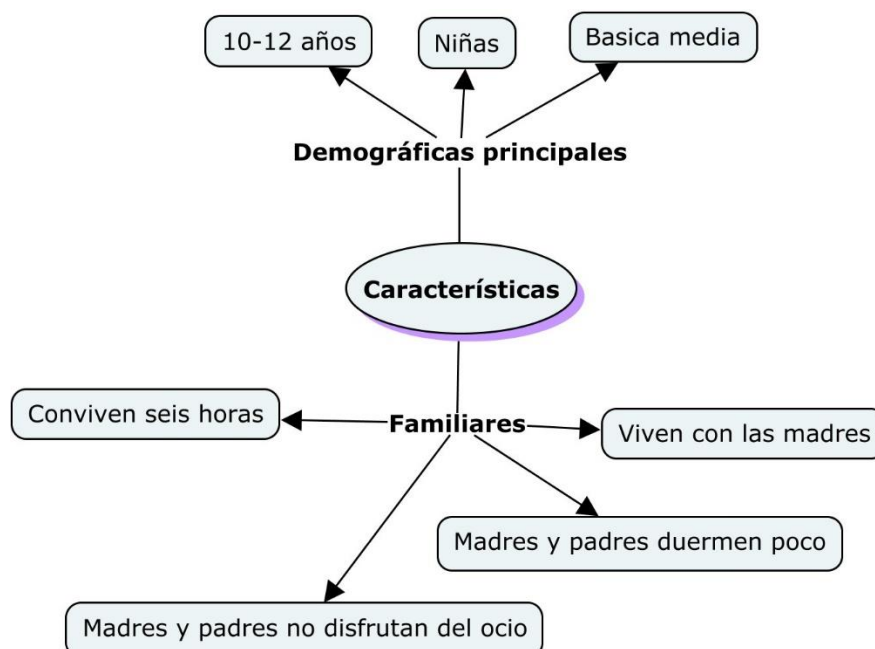 10-12 años
Niñas
Basica media
Demográficas principales
Característícas
Conviven seis horas
Familiares
Viven con las madres
Madres y padres duermen poco
Madres y padres no disfrutan del ocio